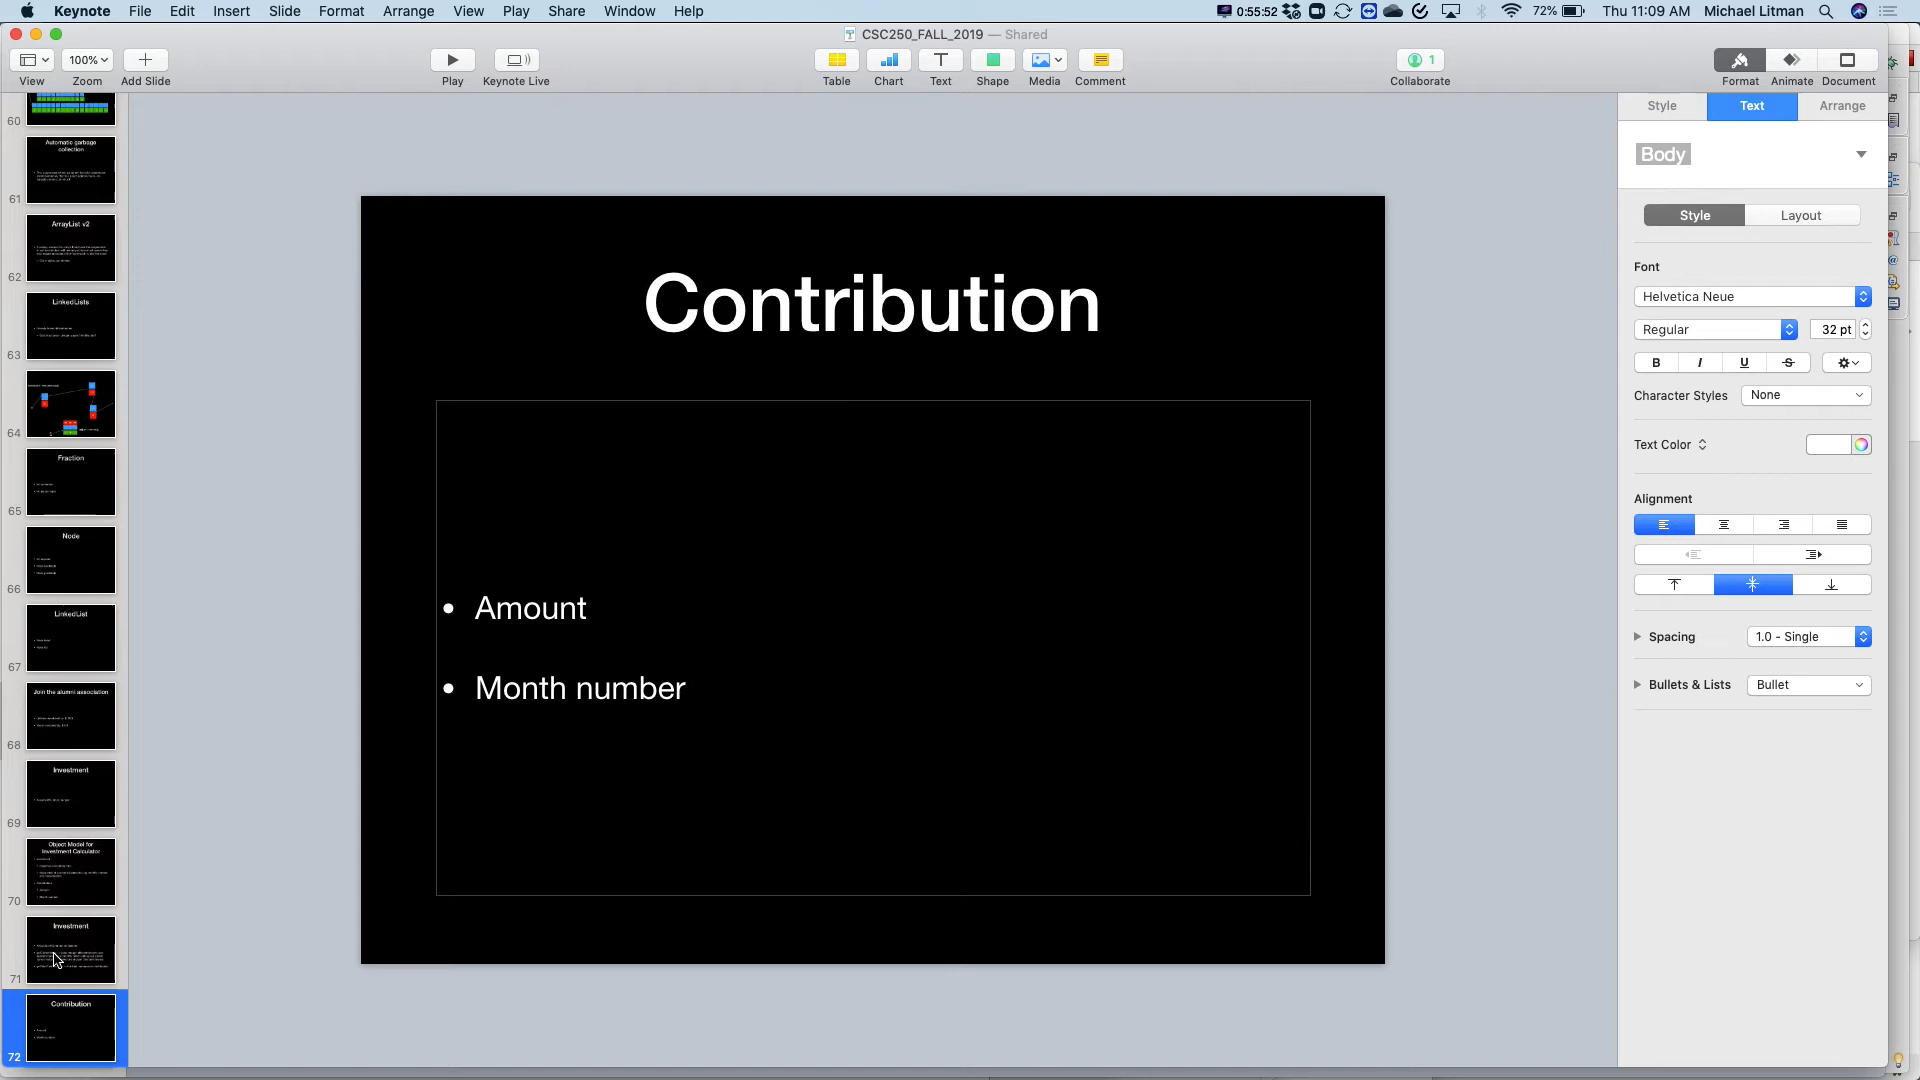 Keynote File Edit Insert Slide Format Arrange View Play Share Window Help
0:55:52 72% Thu 11:09 AM Michael Litman
CSC250_FALL_2019 — Shared
100%
View Zoom Add Slide Play Keynote Live Table Chart Text Shape Media Comment Collaborate Format Animate Document
1
60
Automatic garbage
collection
61
ArrayList v2
62
LinkedLists
63
64
Fraction
65
Node
66
LinkedList
67
Join the alumni association
68
Investment
69
Object Model for
Investment Calculator
70
Investment
71
Contribution
72
Contribution
• Amount
• Month number
Style Text Arrange
Body
Style Layout
Font
Helvetica Neue
Regular 32 pt
B I U S
Character Styles None
Text Color
Alignment
Spacing 1.0 - Single
Bullets & Lists Bullet